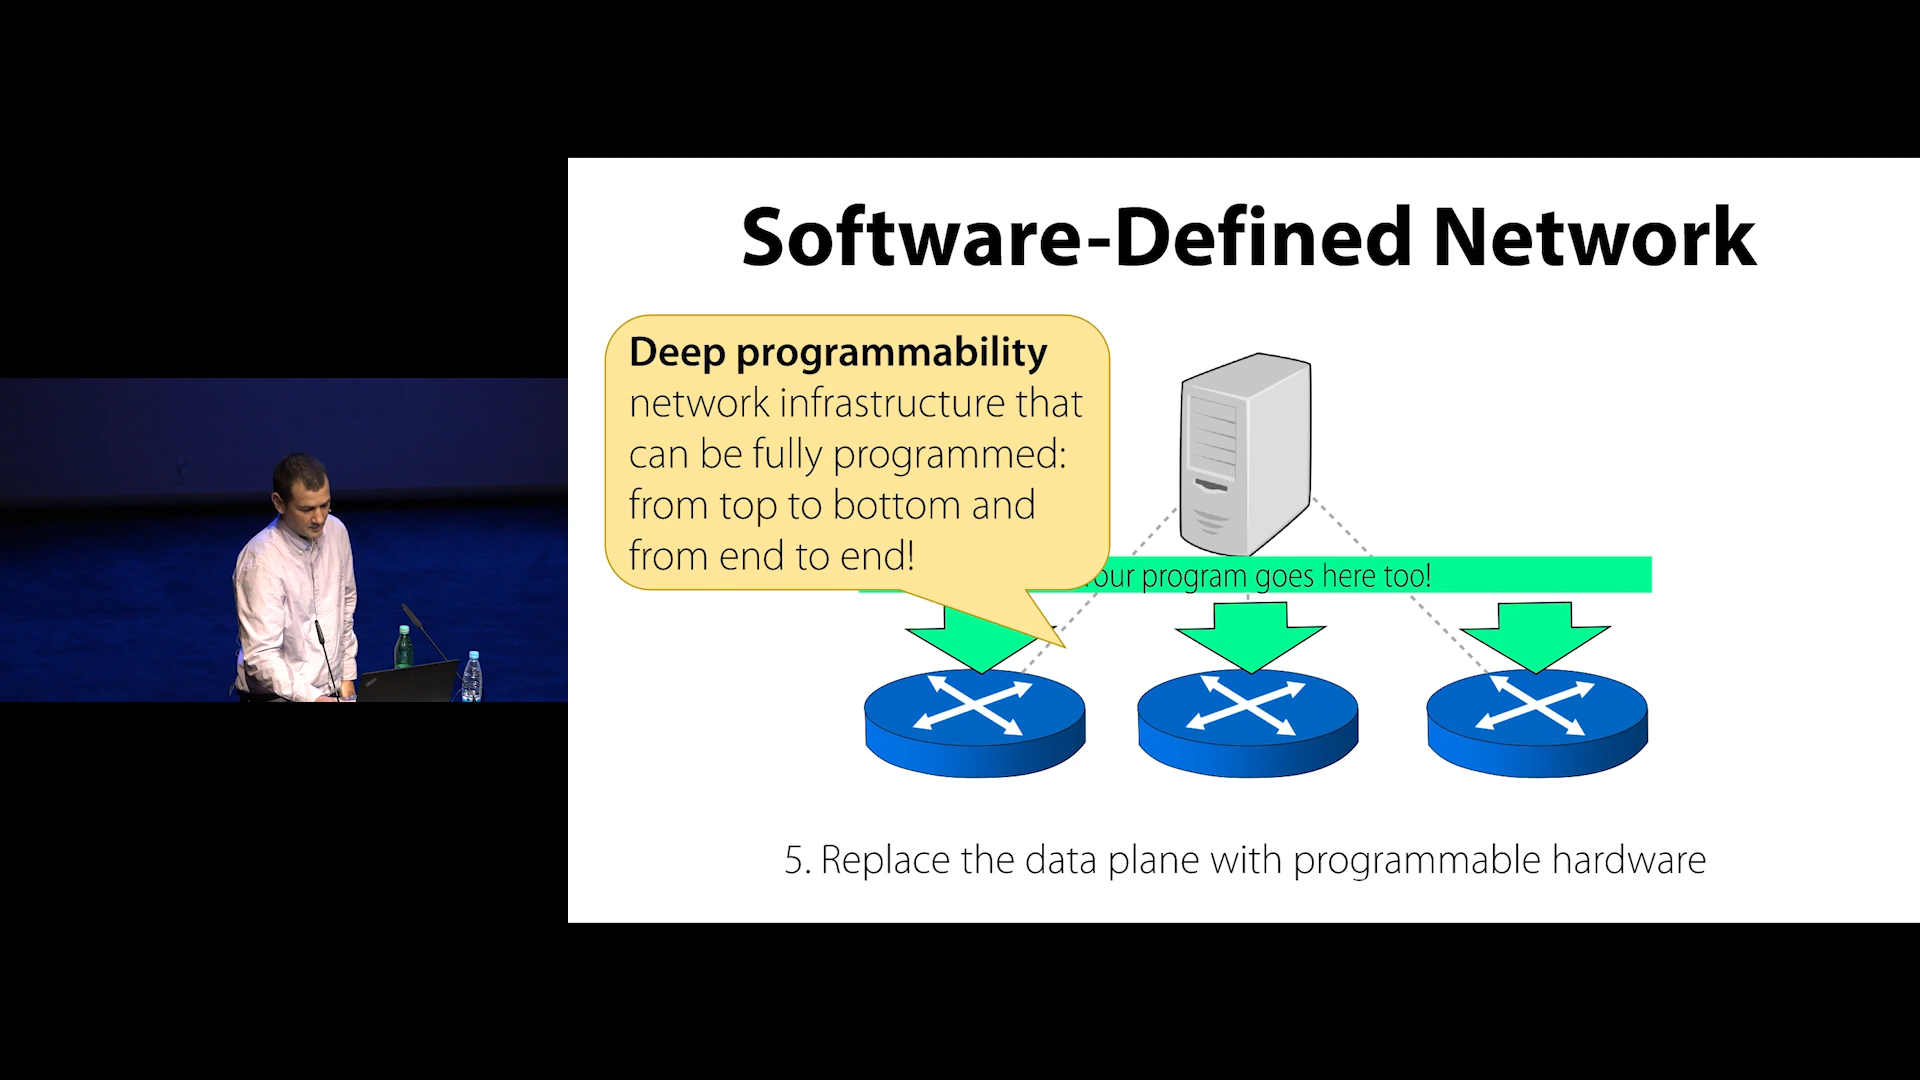 Software-Defined Network
Deep programmability
network infrastructure that
can be fully programmed:
from top to bottom and
from end to end!
our program goes here too!
5. Replace the data plane with programmable hardware